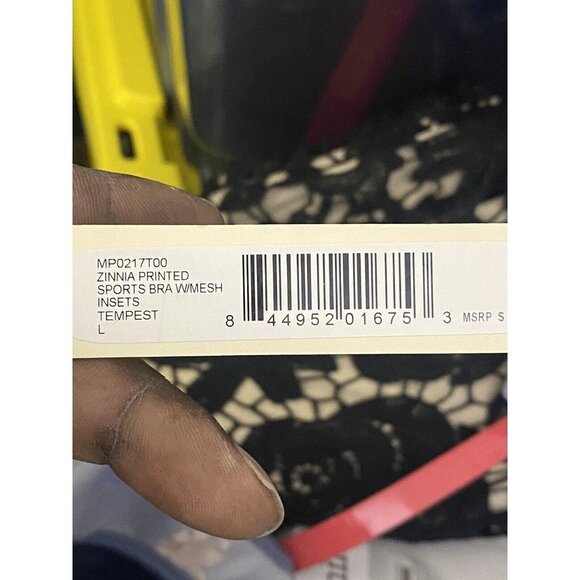 MP0217T00
ZINNIA PRINTED
SPORTS BRA W/MESH
INSETS
TEMPEST
L
8 44952 01675 3
MSRP $